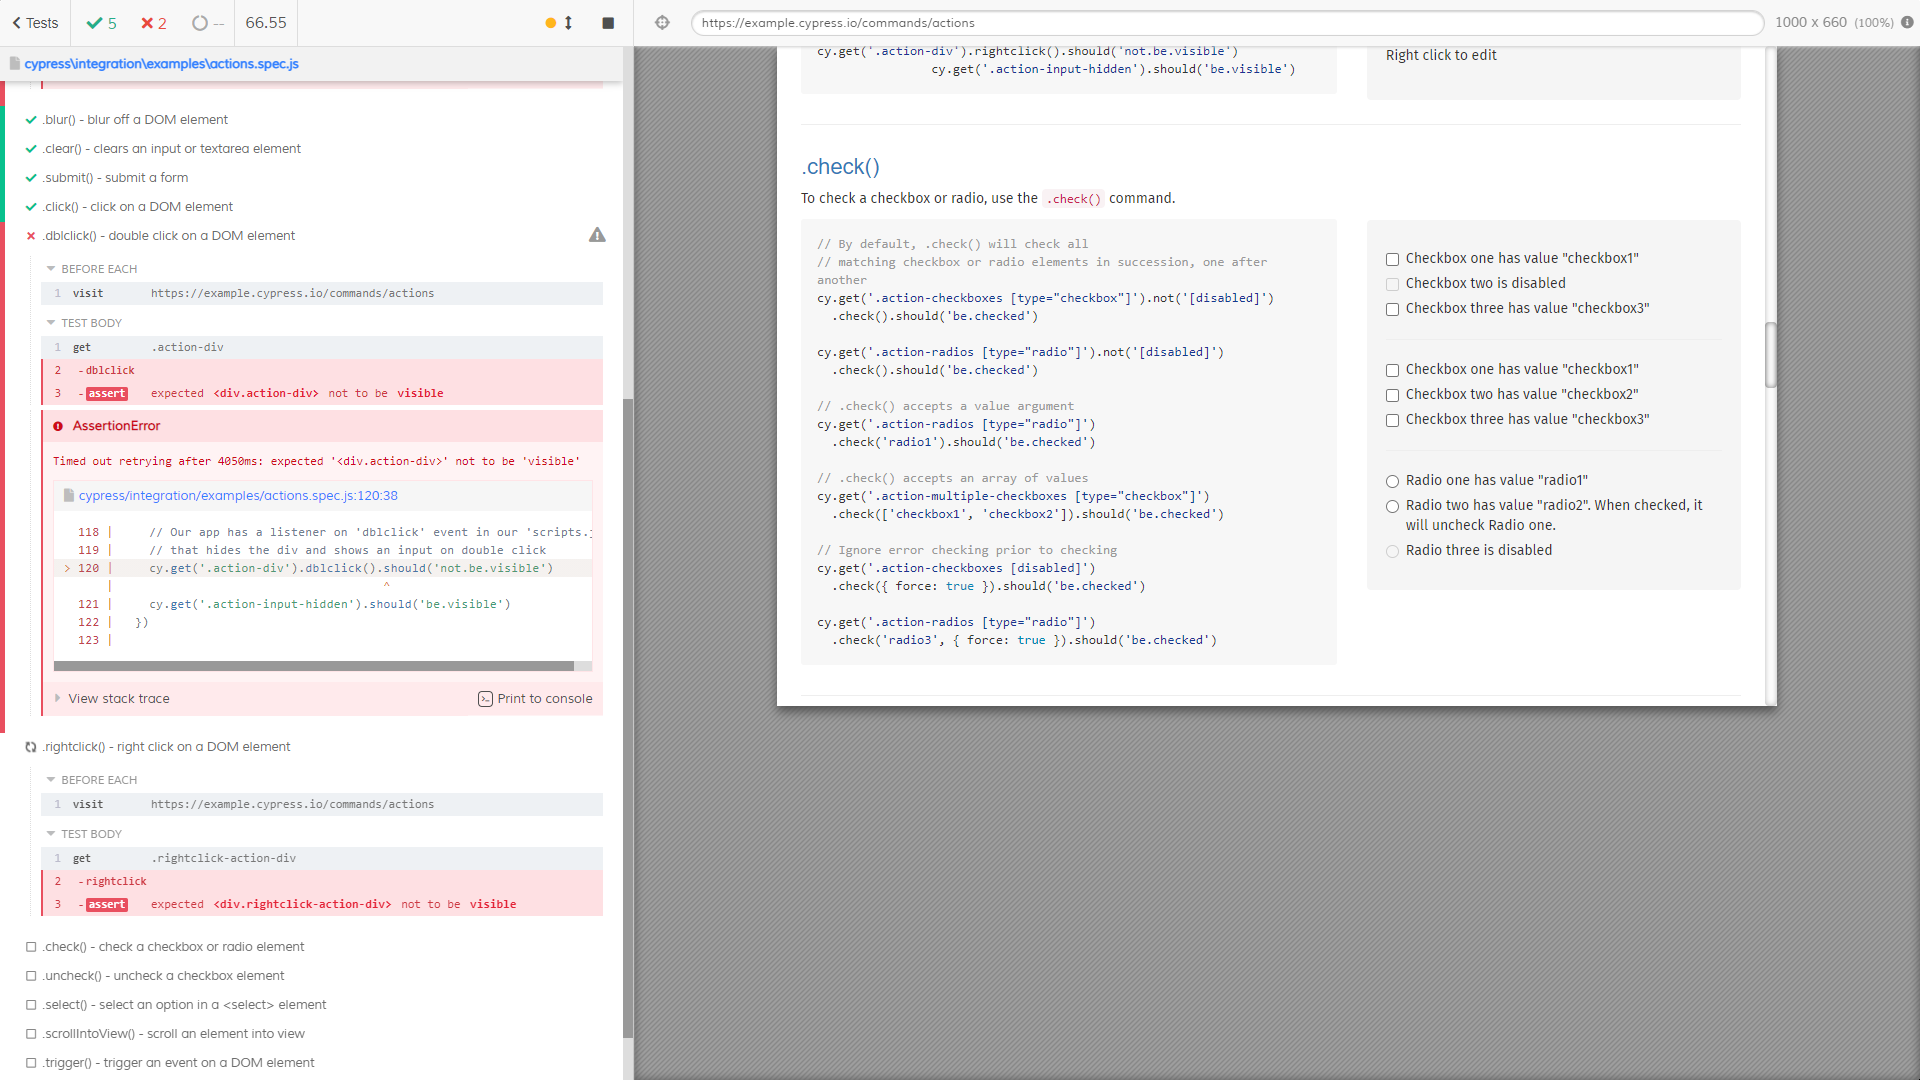 Tests
5
2
--
66.55
https://example.cypress.io/commands/actions
1000 x 660 (100%)
cypress\integration\examples\actions.spec.js
.blur() - blur off a DOM element
.clear() - clears an input or textarea element
.submit() - submit a form
.click() - click on a DOM element
.dblclick() - double click on a DOM element
BEFORE EACH
1 visit https://example.cypress.io/commands/actions
TEST BODY
1 get .action-div
2 -dblclick
3 -assert expected <div.action-div> not to be visible
AssertionError
Timed out retrying after 4050ms: expected '<div.action-div>' not to be 'visible'
cypress/integration/examples/actions.spec.js:120:38
118 | // Our app has a listener on 'dblclick' event in our 'scripts.j
119 | // that hides the div and shows an input on double click
> 120 | cy.get('.action-div').dblclick().should('not.be.visible')
| ^
121 | cy.get('.action-input-hidden').should('be.visible')
122 | })
123 |
View stack trace
Print to console
.rightclick() - right click on a DOM element
BEFORE EACH
1 visit https://example.cypress.io/commands/actions
TEST BODY
1 get .rightclick-action-div
2 -rightclick
3 -assert expected <div.rightclick-action-div> not to be visible
.check() - check a checkbox or radio element
.uncheck() - uncheck a checkbox element
.select() - select an option in a <select> element
.scrollIntoView() - scroll an element into view
.trigger() - trigger an event on a DOM element
cy.get('.action-div').rightclick().should('not.be.visible')
cy.get('.action-input-hidden').should('be.visible')
Right click to edit
.check()
To check a checkbox or radio, use the .check() command.
// By default, .check() will check all
// matching checkbox or radio elements in succession, one after
another
cy.get('.action-checkboxes [type="checkbox"]').not('[disabled]')
.check().should('be.checked')
cy.get('.action-radios [type="radio"]').not('[disabled]')
.check().should('be.checked')
// .check() accepts a value argument
cy.get('.action-radios [type="radio"]')
.check('radio1').should('be.checked')
// .check() accepts an array of values
cy.get('.action-multiple-checkboxes [type="checkbox"]')
.check(['checkbox1', 'checkbox2']).should('be.checked')
// Ignore error checking prior to checking
cy.get('.action-checkboxes [disabled]')
.check({ force: true }).should('be.checked')
cy.get('.action-radios [type="radio"]')
.check('radio3', { force: true }).should('be.checked')
Checkbox one has value "checkbox1"
Checkbox two is disabled
Checkbox three has value "checkbox3"
Checkbox one has value "checkbox1"
Checkbox two has value "checkbox2"
Checkbox three has value "checkbox3"
Radio one has value "radio1"
Radio two has value "radio2". When checked, it
will uncheck Radio one.
Radio three is disabled